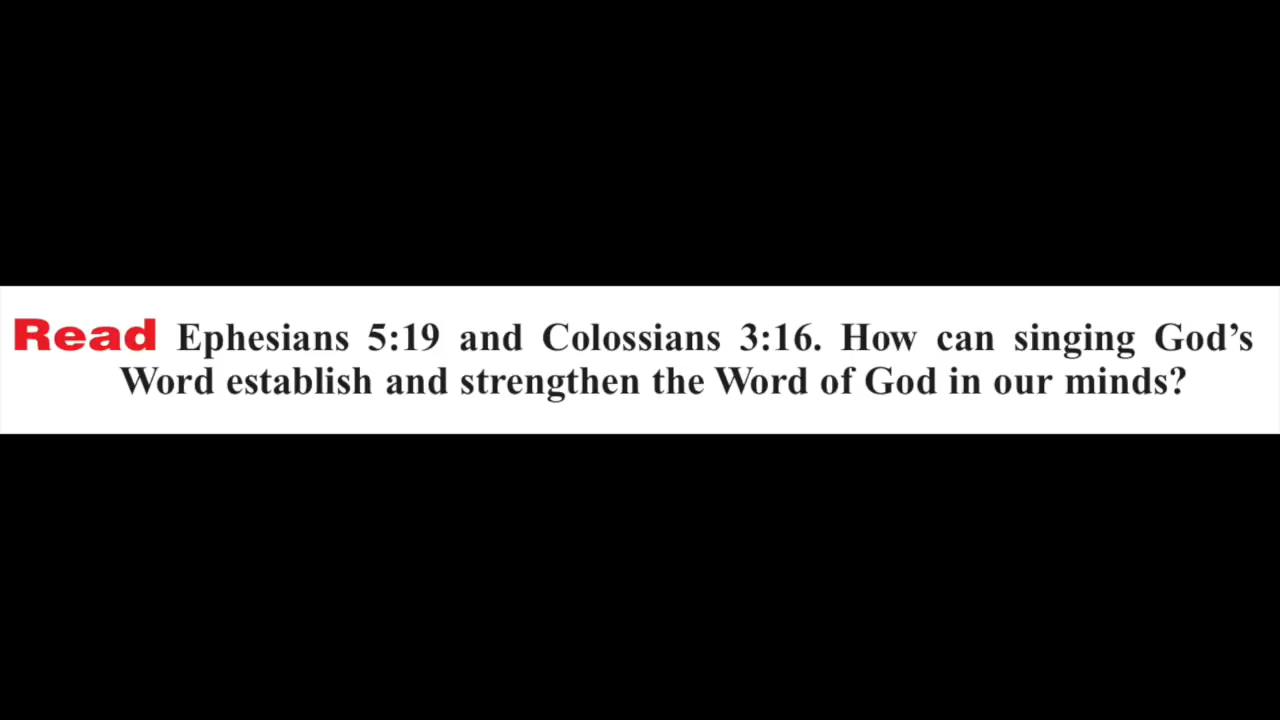 Read Ephesians 5:19 and Colossians 3:16. How can singing God’s
Word establish and strengthen the Word of God in our minds?